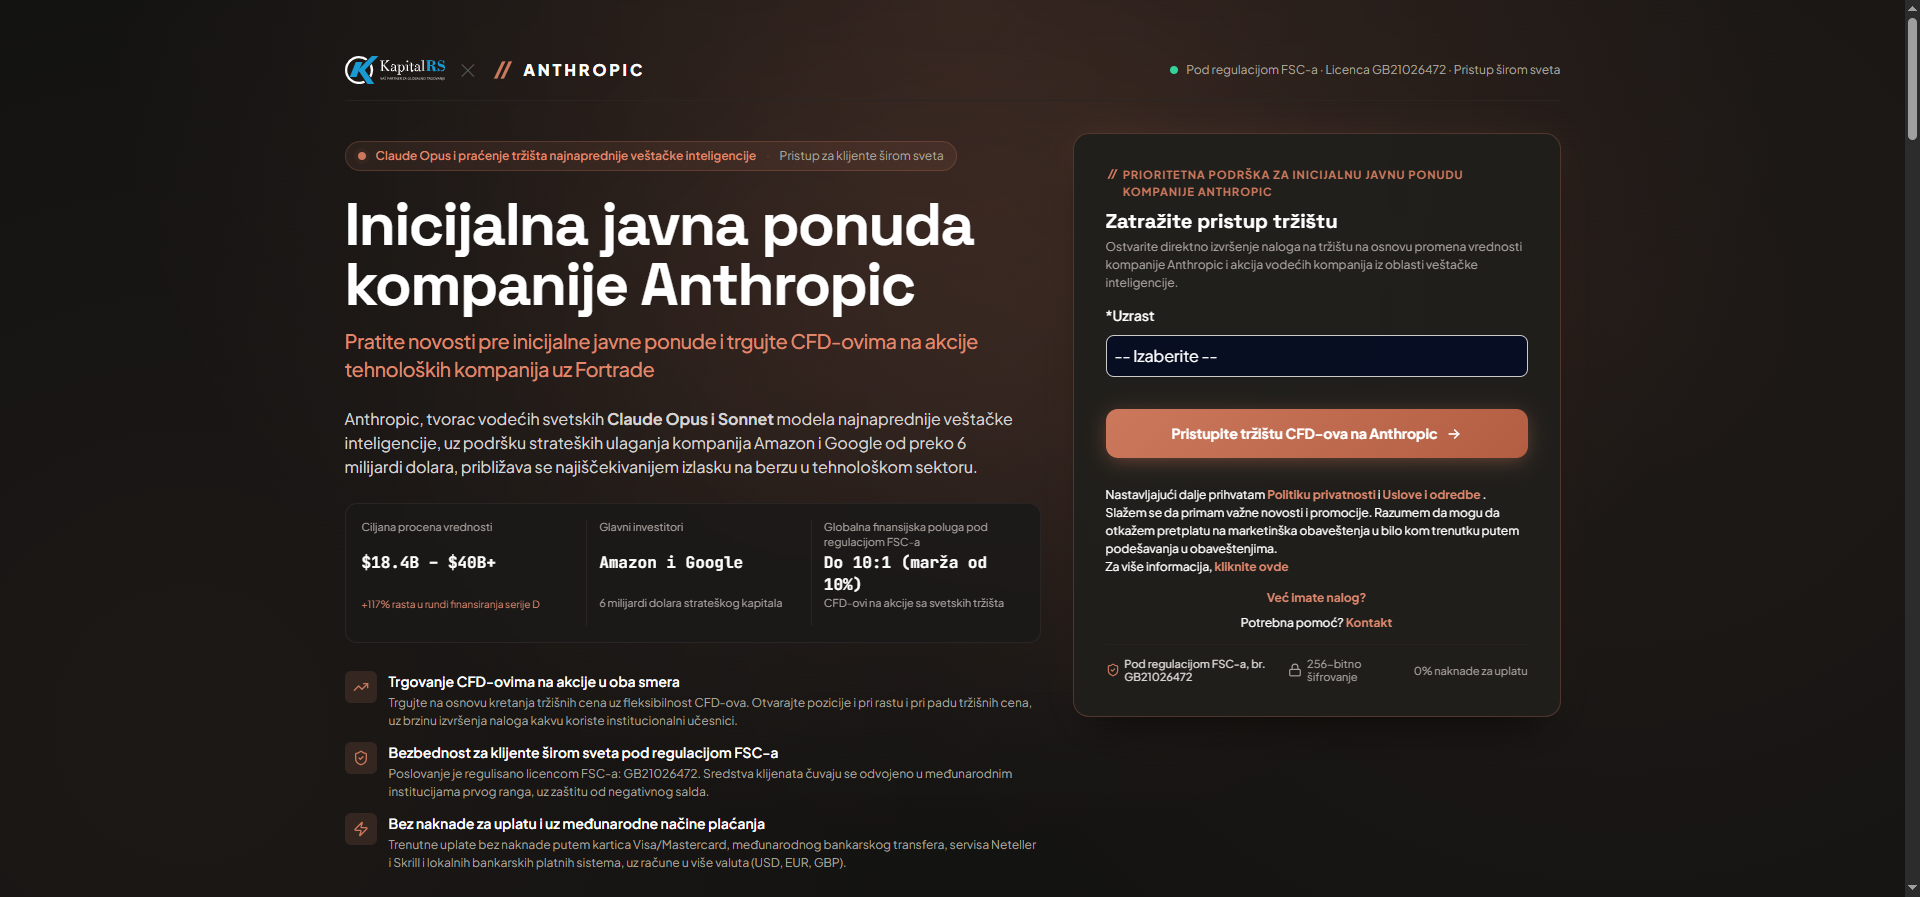 KapitalRS
VAŠ PARTNER ZA GLOBALNO TRGOVANJE
// ANTHROPIC
Pod regulacijom FSC-a · Licenca GB21026472 · Pristup širom sveta
Claude Opus i praćenje tržišta najnaprednije veštačke inteligencije
Pristup za klijente širom sveta
Inicijalna javna ponuda
kompanije Anthropic
Pratite novosti pre inicijalne javne ponude i trgujte CFD-ovima na akcije
tehnoloških kompanija uz Fortrade
Anthropic, tvorac vodećih svetskih Claude Opus i Sonnet modela najnaprednije veštačke
inteligencije, uz podršku strateških ulaganja kompanija Amazon i Google od preko 6
milijardi dolara, približava se najiščekivanijem izlasku na berzu u tehnološkom sektoru.
Ciljana procena vrednosti
$18.4B – $40B+
+117% rasta u rundi finansiranja serije D
Glavni investitori
Amazon i Google
6 milijardi dolara strateškog kapitala
Globalna finansijska poluga pod
regulacijom FSC-a
Do 10:1 (marža od
10%)
CFD-ovi na akcije sa svetskih tržišta
Trgovanje CFD-ovima na akcije u oba smera
Trgujte na osnovu kretanja tržišnih cena uz fleksibilnost CFD-ova. Otvarajte pozicije i pri rastu i pri padu tržišnih cena,
uz brzinu izvršenja naloga kakvu koriste institucionalni učesnici.
Bezbednost za klijente širom sveta pod regulacijom FSC-a
Poslovanje je regulisano licencom FSC-a: GB21026472. Sredstva klijenata čuvaju se odvojeno u međunarodnim
institucijama prvog ranga, uz zaštitu od negativnog salda.
Bez naknade za uplatu i uz međunarodne načine plaćanja
Trenutne uplate bez naknade putem kartica Visa/Mastercard, međunarodnog bankarskog transfera, servisa Neteller
i Skrill i lokalnih bankarskih platnih sistema, uz račune u više valuta (USD, EUR, GBP).
// PRIORITETNA PODRŠKA ZA INICIJALNU JAVNU PONUDU
KOMPANIJE ANTHROPIC
Zatražite pristup tržištu
Ostvarite direktno izvršenje naloga na tržištu na osnovu promena vrednosti
kompanije Anthropic i akcija vodećih kompanija iz oblasti veštačke
inteligencije.
*Uzrast
-- Izaberite --
Pristupite tržištu CFD-ova na Anthropic →
Nastavljajući dalje prihvatam Politiku privatnosti i Uslove i odredbe .
Slažem se da primam važne novosti i promocije. Razumem da mogu da
otkažem pretplatu na marketinška obaveštenja u bilo kom trenutku putem
podešavanja u obaveštenjima.
Za više informacija, kliknite ovde
Već imate nalog?
Potrebna pomoć? Kontakt
Pod regulacijom FSC-a, br.
GB21026472
256-bitno
šifrovanje
0% naknade za uplatu